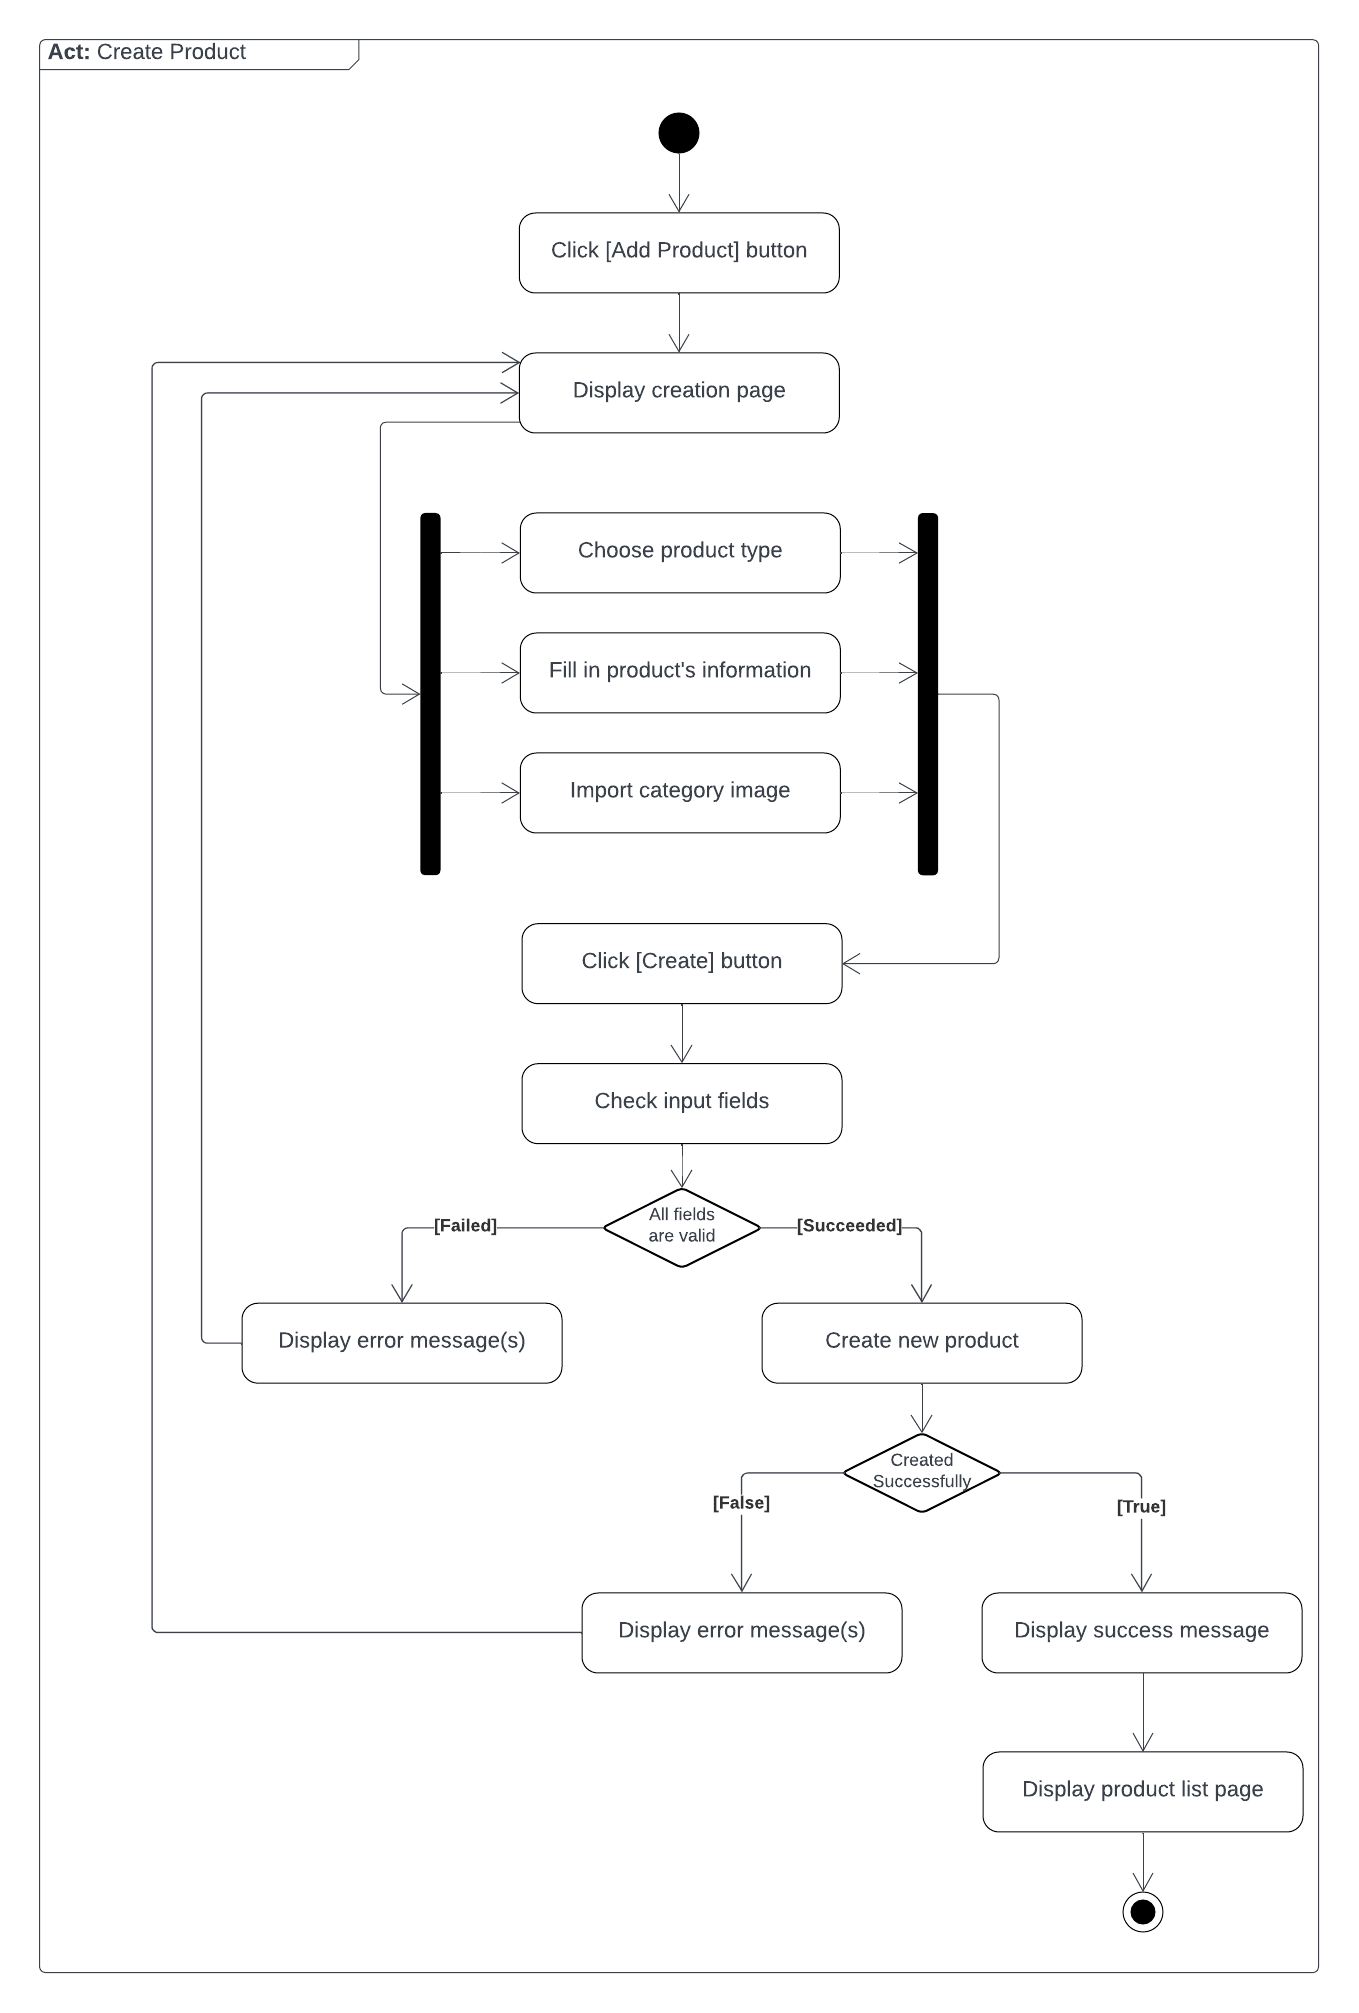 Act: Create Product
Click [Add Product] button
Display creation page
Choose product type
Fill in product's information
Import category image
Click [Create] button
Check input fields
All fields
are valid
[Failed]
[Succeeded]
Display error message(s)
Create new product
Created
Successfully
[False]
[True]
Display error message(s)
Display success message
Display product list page